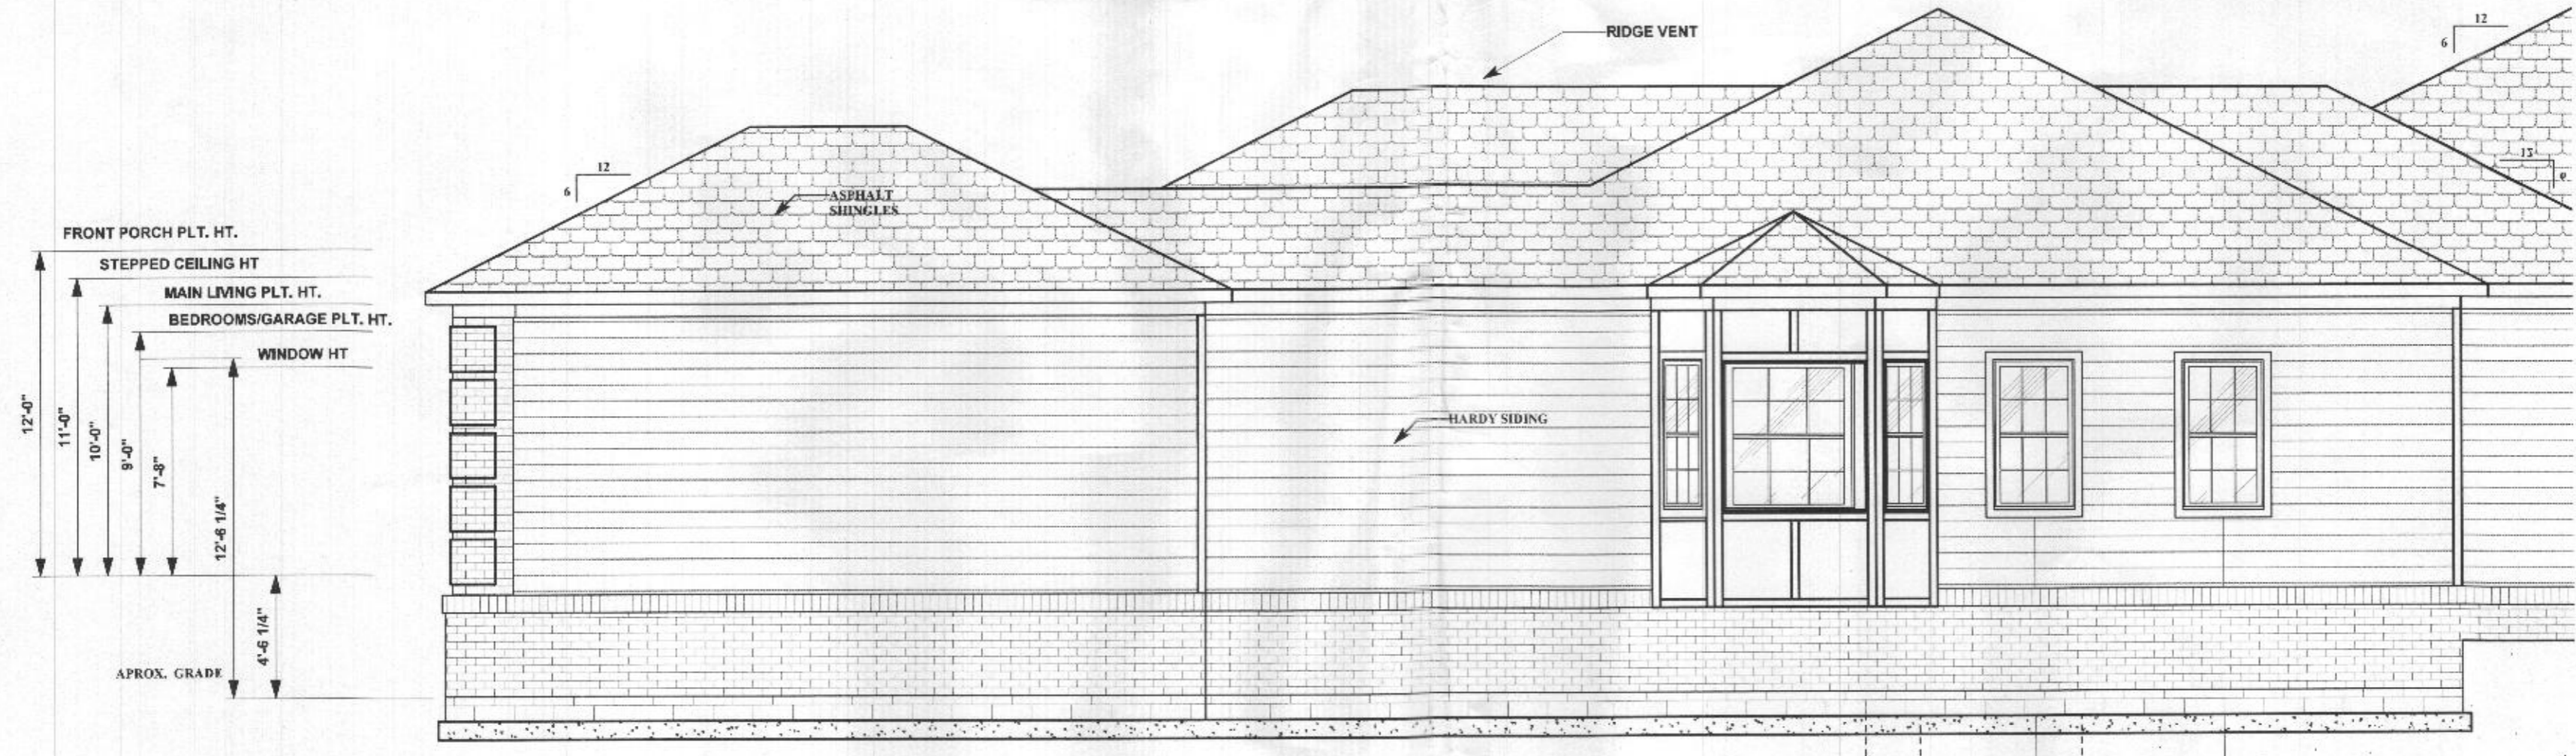 RIDGE VENT
12
6
12
6
ASPHALT
SHINGLES
12
6
FRONT PORCH PLT. HT.
STEPPED CEILING HT
MAIN LIVING PLT. HT.
BEDROOMS/GARAGE PLT. HT.
WINDOW HT
12'-0"
11'-0"
10'-0"
9'-0"
7'-8"
12'-6 1/4"
4'-6 1/4"
HARDY SIDING
APROX. GRADE